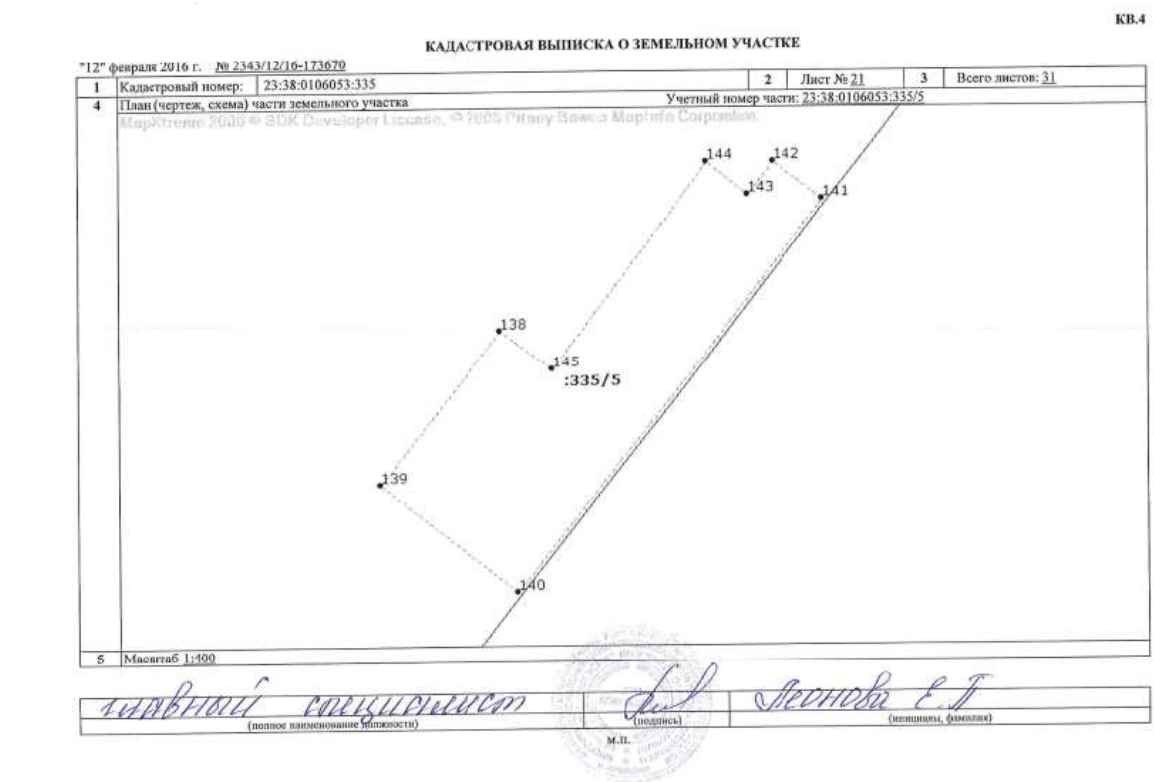 КВ.4
КАДАСТРОВАЯ ВЫПИСКА О ЗЕМЕЛЬНОМ УЧАСТКЕ
"12" февраля 2016 г. № 2343/12/16-173670
1 Кадастровый номер: 23:38:0106053:335 2 Лист № 21 3 Всего листов: 31
4 План (чертеж, схема) части земельного участка Учетный номер части: 23:38:0106053:335/5
MapXtreme 2005 ® SDK Developer License, © 2005 Pitney Bowes MapInfo Corporation.
144 142
143 141
138
145
:335/5
139
140
5 Масштаб 1:400
главный специалист Леонова Е.П
(полное наименование должности) (подпись) (инициалы, фамилия)
М.П.